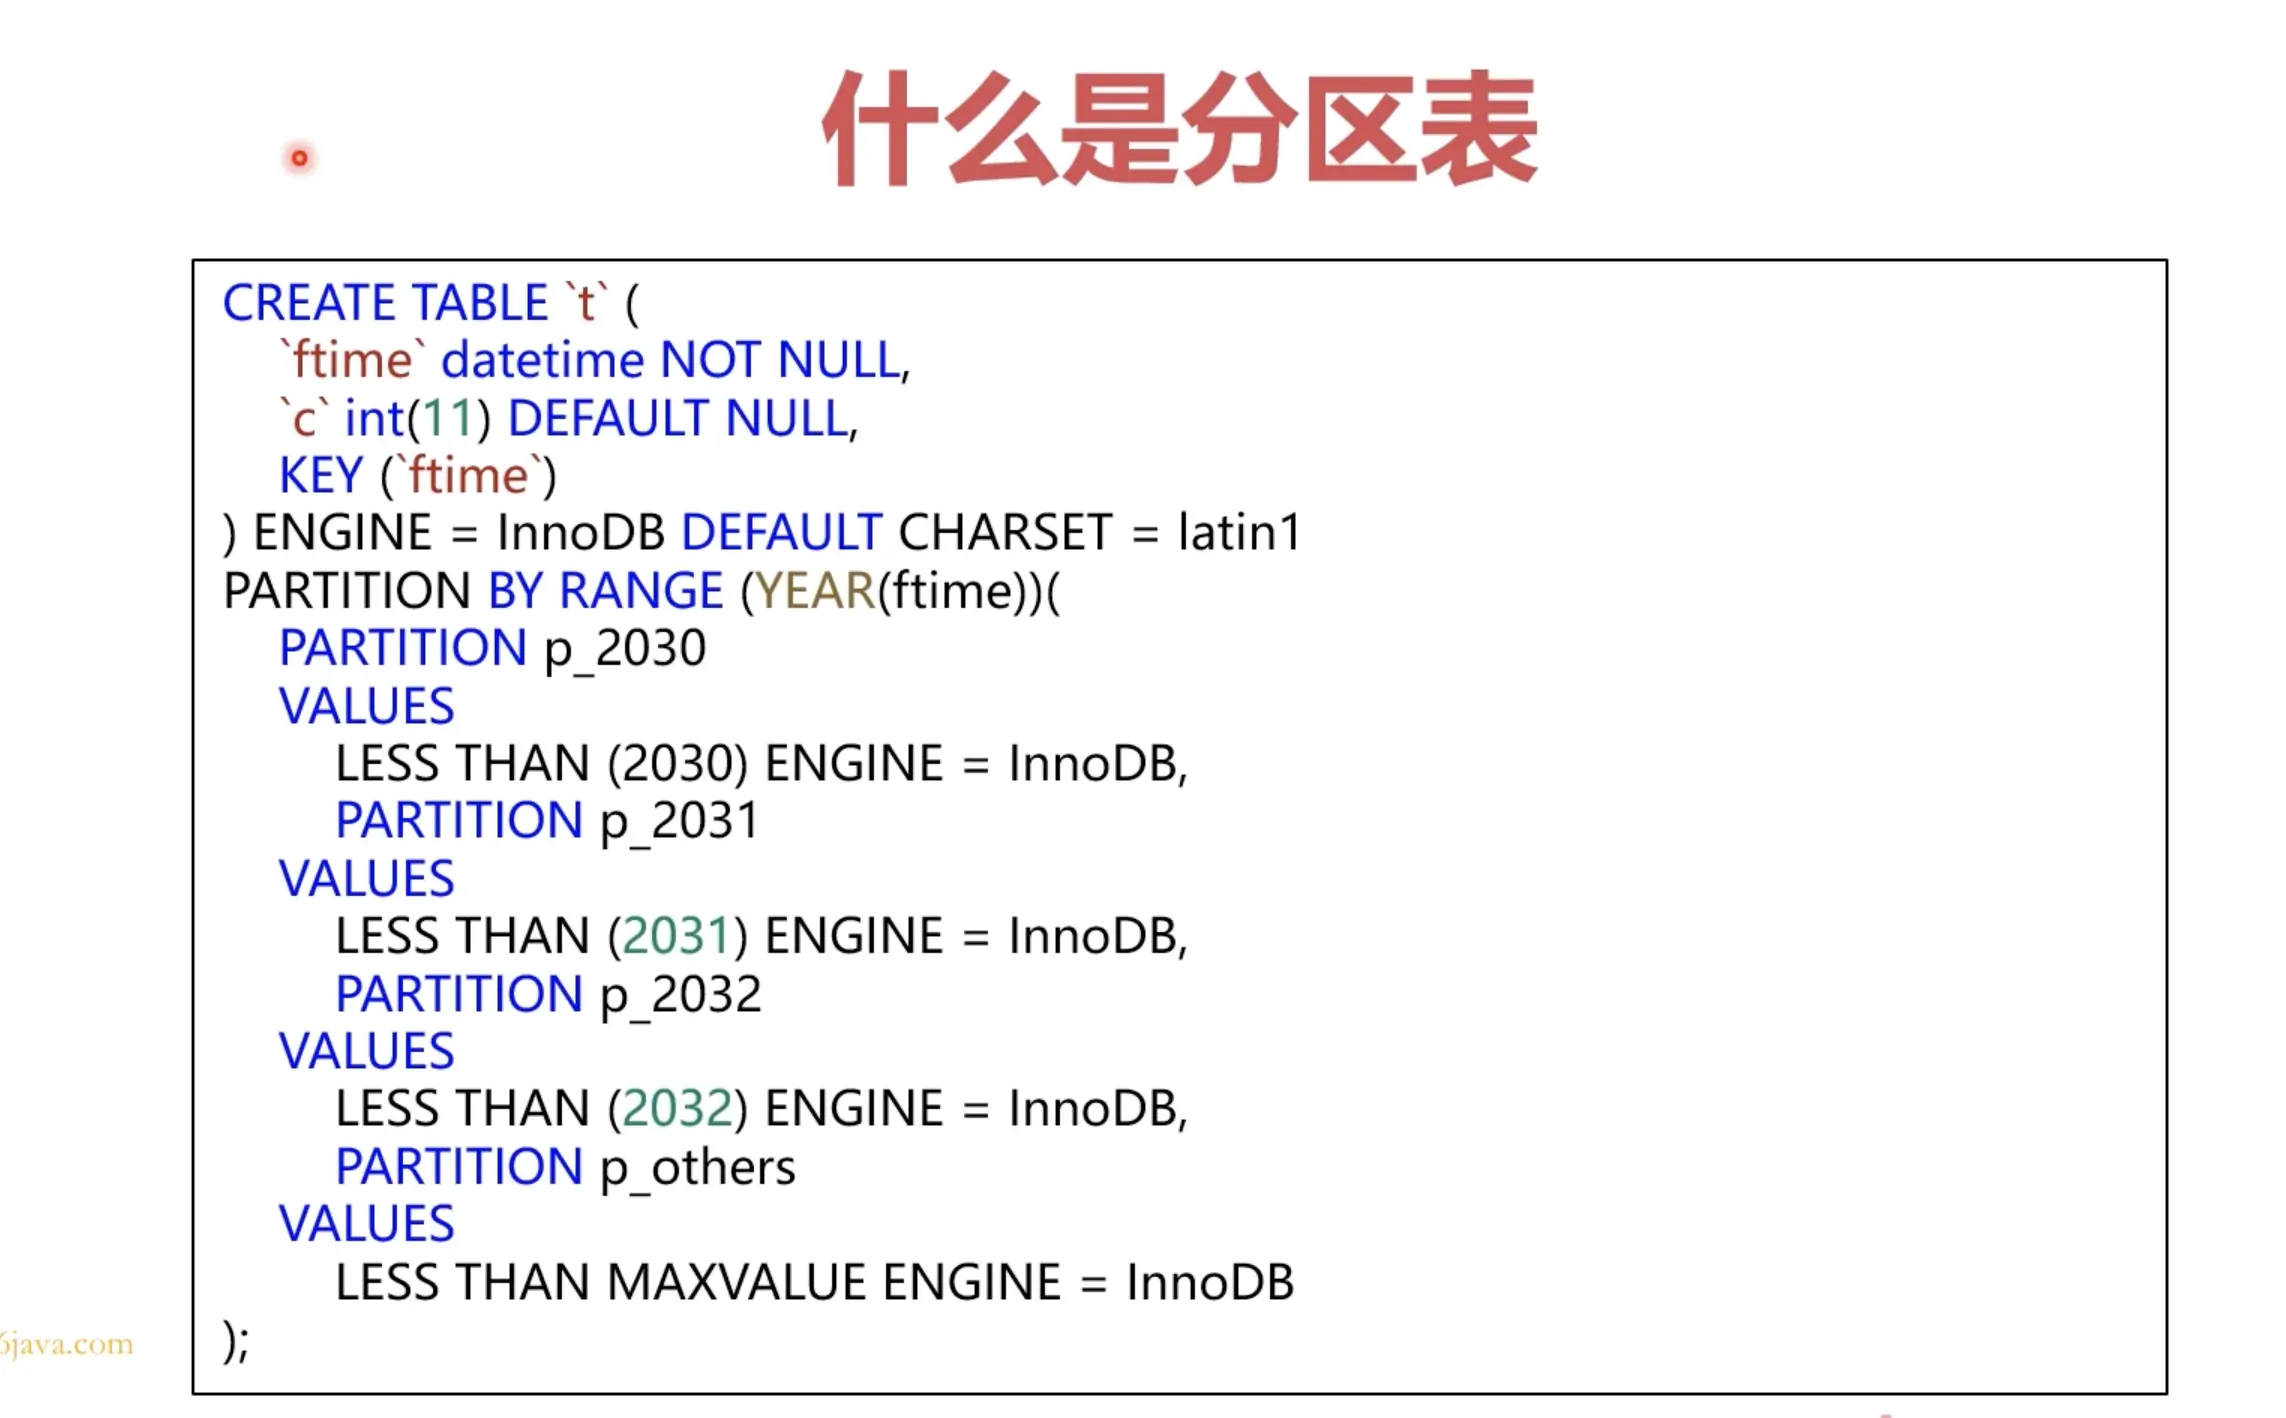 什么是分区表
CREATE TABLE `t` (
`ftime` datetime NOT NULL,
`c` int(11) DEFAULT NULL,
KEY (`ftime`)
) ENGINE = InnoDB DEFAULT CHARSET = latin1
PARTITION BY RANGE (YEAR(ftime))(
PARTITION p_2030
VALUES
LESS THAN (2030) ENGINE = InnoDB,
PARTITION p_2031
VALUES
LESS THAN (2031) ENGINE = InnoDB,
PARTITION p_2032
VALUES
LESS THAN (2032) ENGINE = InnoDB,
PARTITION p_others
VALUES
LESS THAN MAXVALUE ENGINE = InnoDB
);
6java.com